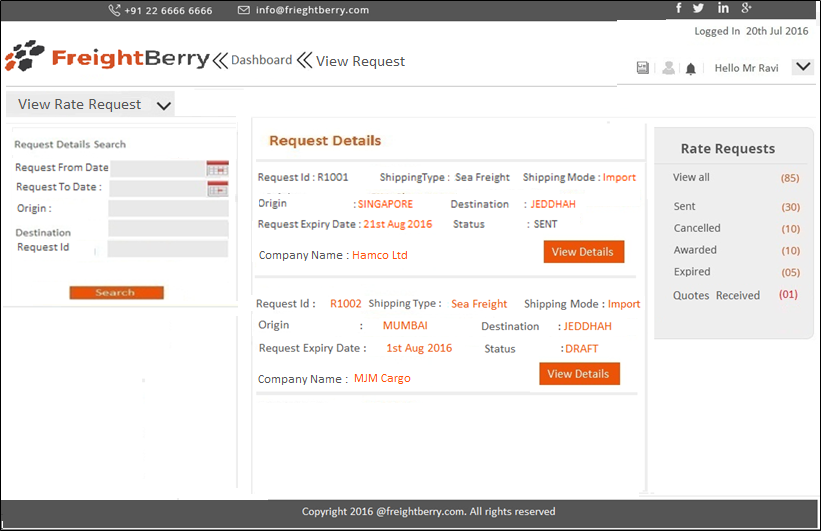 +91 22 6666 6666 info@frieghtberry.com
Logged In 20th Jul 2016
FreightBerry Dashboard View Request
Hello Mr Ravi
View Rate Request
Request Details Search
Request From Date
Request To Date :
Origin :
Destination
Request Id
Search
Request Details
Request Id : R1001 ShippingType : Sea Freight Shipping Mode : Import
Origin : SINGAPORE Destination : JEDDHAH
Request Expiry Date : 21st Aug 2016 Status : SENT
Company Name : Hamco Ltd View Details
Request Id : R1002 Shipping Type : Sea Freight Shipping Mode : Import
Origin : MUMBAI Destination : JEDDHAH
Request Expiry Date : 1st Aug 2016 Status : DRAFT
Company Name : MJM Cargo View Details
Rate Requests
View all (85)
Sent (30)
Cancelled (10)
Awarded (10)
Expired (05)
Quotes Received (01)
Copyright 2016 @freightberry.com. All rights reserved